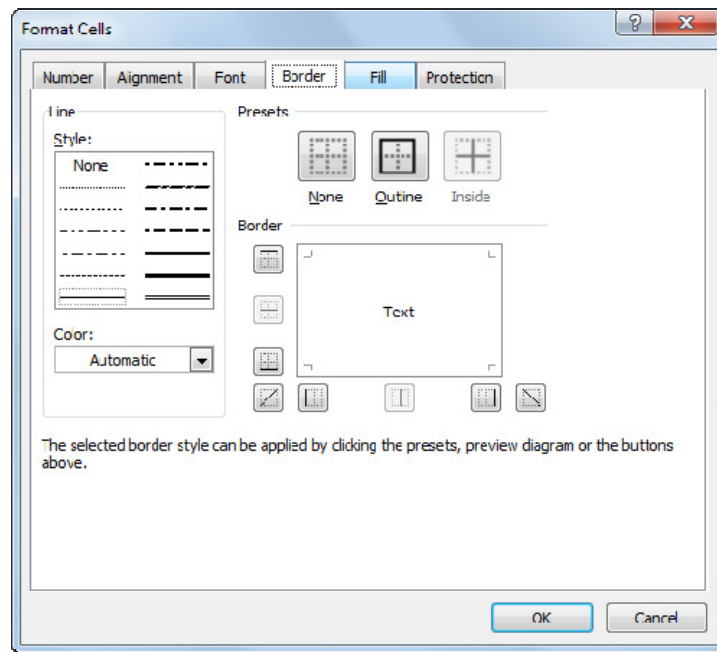 Format Cells
Number Alignment Font Border Fill Protection
Line
Style:
None
Color:
Automatic
Presets
None Outline Inside
Border
Text
The selected border style can be applied by clicking the presets, preview diagram or the buttons
above.
OK Cancel